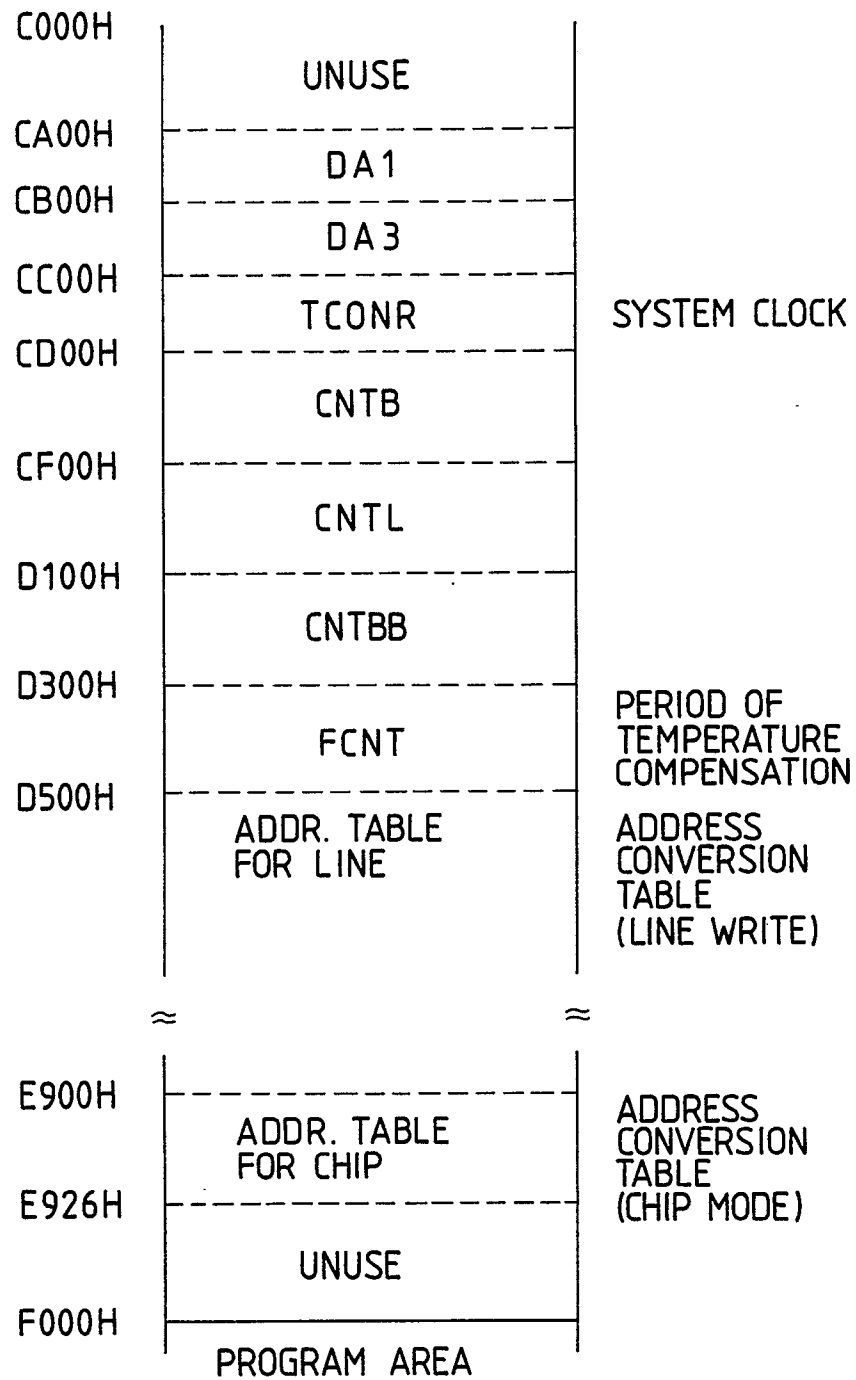 C000H
UNUSE
CA00H
DA1
CB00H
DA3
CC00H
TCONR
SYSTEM CLOCK
CD00H
CNTB
CF00H
CNTL
D100H
CNTBB
D300H
FCNT
PERIOD OF
TEMPERATURE
COMPENSATION
D500H
ADDR. TABLE
FOR LINE
ADDRESS
CONVERSION
TABLE
(LINE WRITE)
≈
≈
E900H
ADDR. TABLE
FOR CHIP
ADDRESS
CONVERSION
TABLE
(CHIP MODE)
E926H
UNUSE
F000H
PROGRAM AREA